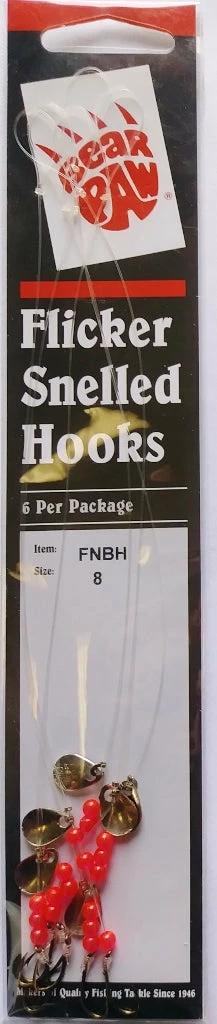 BEAR
PAW®
Flicker
Snelled
Hooks
6 Per Package
Item: FNBH
Size: 8
Makers of Quality Fishing Tackle Since 1946